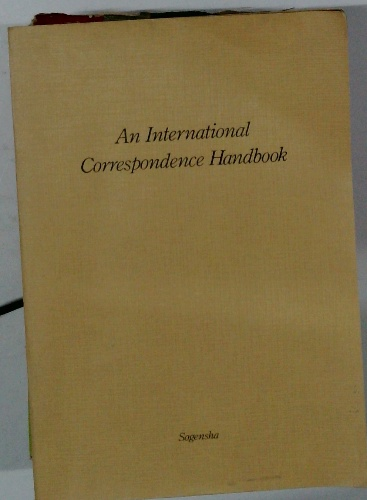 An International
Correspondence Handbook
Sogensha